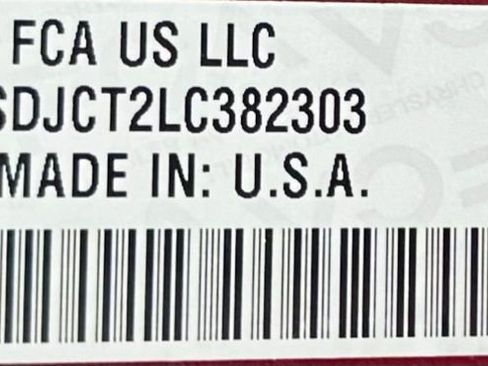 FCA US LLC
SDJCT2LC382303
MADE IN: U.S.A.